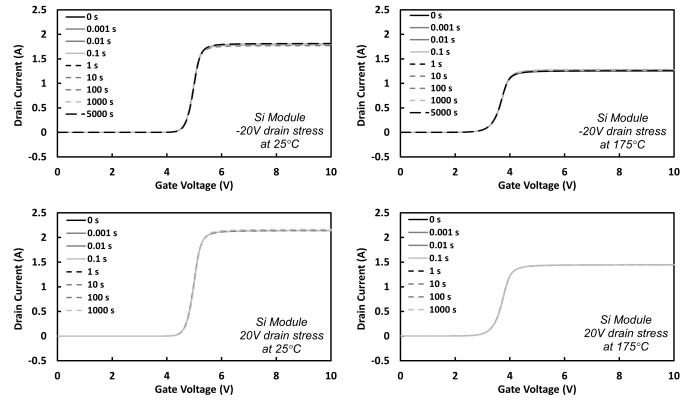 2.5
2
1.5
1
0.5
0
-0.5
Drain Current (A)
0 s
0.001 s
0.01 s
0.1 s
1 s
10 s
100 s
1000 s
5000 s
Si Module
-20V drain stress
at 25°C
0 2 4 6 8 10
Gate Voltage (V)
2.5
2
1.5
1
0.5
0
-0.5
Drain Current (A)
0 s
0.001 s
0.01 s
0.1 s
1 s
10 s
100 s
1000 s
5000 s
Si Module
-20V drain stress
at 175°C
0 2 4 6 8 10
Gate Voltage (V)
2.5
2
1.5
1
0.5
0
-0.5
Drain Current (A)
0 s
0.001 s
0.01 s
0.1 s
1 s
10 s
100 s
1000 s
Si Module
20V drain stress
at 25°C
0 2 4 6 8 10
Gate Voltage (V)
2.5
2
1.5
1
0.5
0
-0.5
Drain Current (A)
0 s
0.001 s
0.01 s
0.1 s
1 s
10 s
100 s
1000 s
Si Module
20V drain stress
at 175°C
0 2 4 6 8 10
Gate Voltage (V)